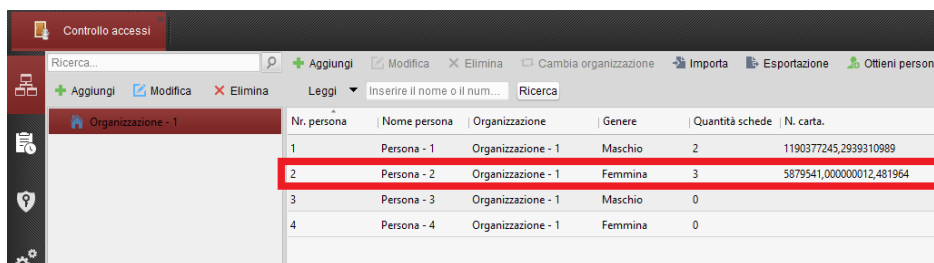 Controllo accessi
Ricerca...
Aggiungi Modifica Elimina Cambia organizzazione Importa Esportazione Ottieni person
Aggiungi Modifica Elimina
Leggi Inserire il nome o il num... Ricerca
Organizzazione - 1
Nr. persona Nome persona Organizzazione Genere Quantità schede N. carta.
1 Persona - 1 Organizzazione - 1 Maschio 2 1190377245,2939310989
2 Persona - 2 Organizzazione - 1 Femmina 3 5879541,000000012,481964
3 Persona - 3 Organizzazione - 1 Maschio 0
4 Persona - 4 Organizzazione - 1 Femmina 0